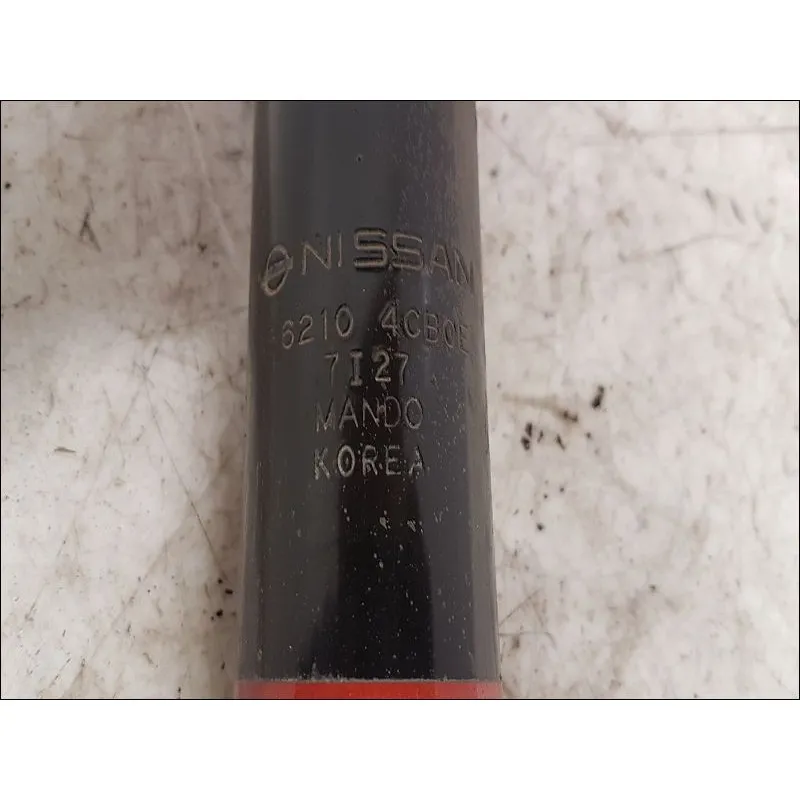 NISSAN
6210 4CB0E
7I27
MANDO
KOREA